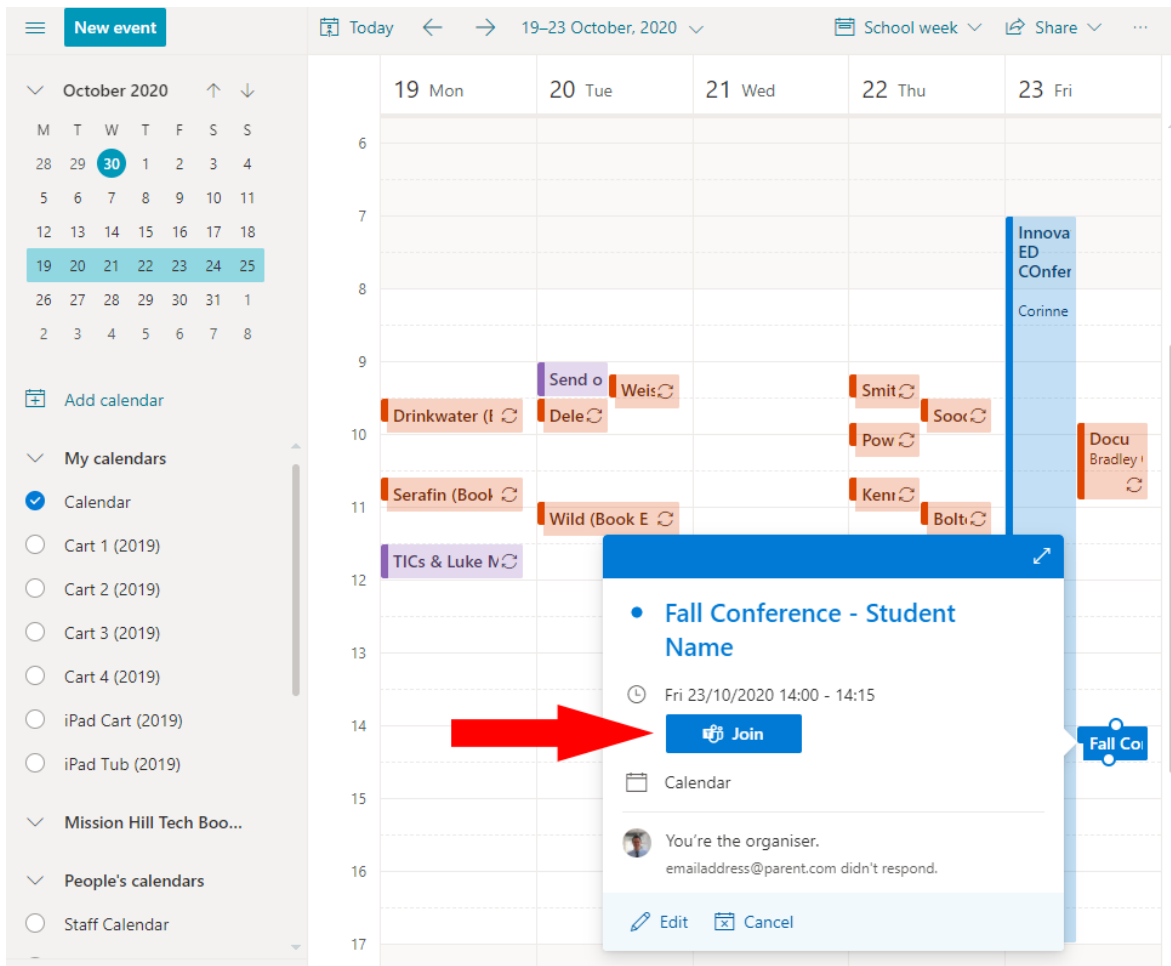 New event
Today
19–23 October, 2020
School week
Share
October 2020
M T W T F S S
28 29 30 1 2 3 4
5 6 7 8 9 10 11
12 13 14 15 16 17 18
19 20 21 22 23 24 25
26 27 28 29 30 31 1
2 3 4 5 6 7 8
Add calendar
My calendars
Calendar
Cart 1 (2019)
Cart 2 (2019)
Cart 3 (2019)
Cart 4 (2019)
iPad Cart (2019)
iPad Tub (2019)
Mission Hill Tech Boo...
People's calendars
Staff Calendar
19 Mon
20 Tue
21 Wed
22 Thu
23 Fri
6
7
8
9
10
11
12
13
14
15
16
17
Drinkwater (
Serafin (Book
TICs & Luke M
Send o
Weis
Dele
Wild (Book E
Smit
Sooc
Pow
Kenr
Bolt
Innova
ED
COnfer
Corinne
Docu
Bradley
Fall Co
Fall Conference - Student
Name
Fri 23/10/2020 14:00 - 14:15
Join
Calendar
You're the organiser.
emailaddress@parent.com didn't respond.
Edit
Cancel